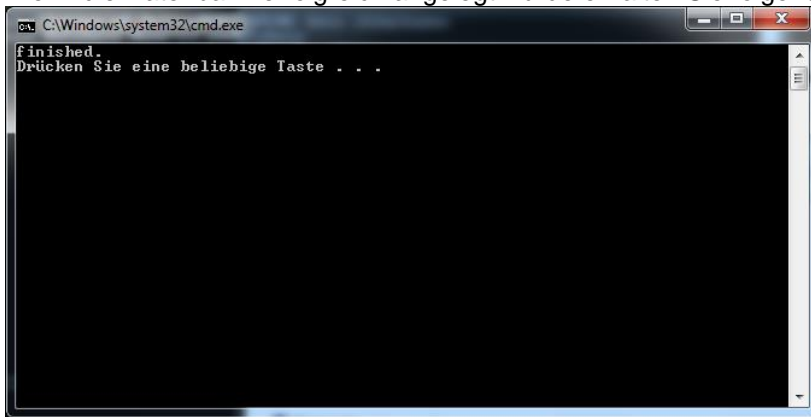 C:\Windows\system32\cmd.exe
finished.
Drücken Sie eine beliebige Taste . . .